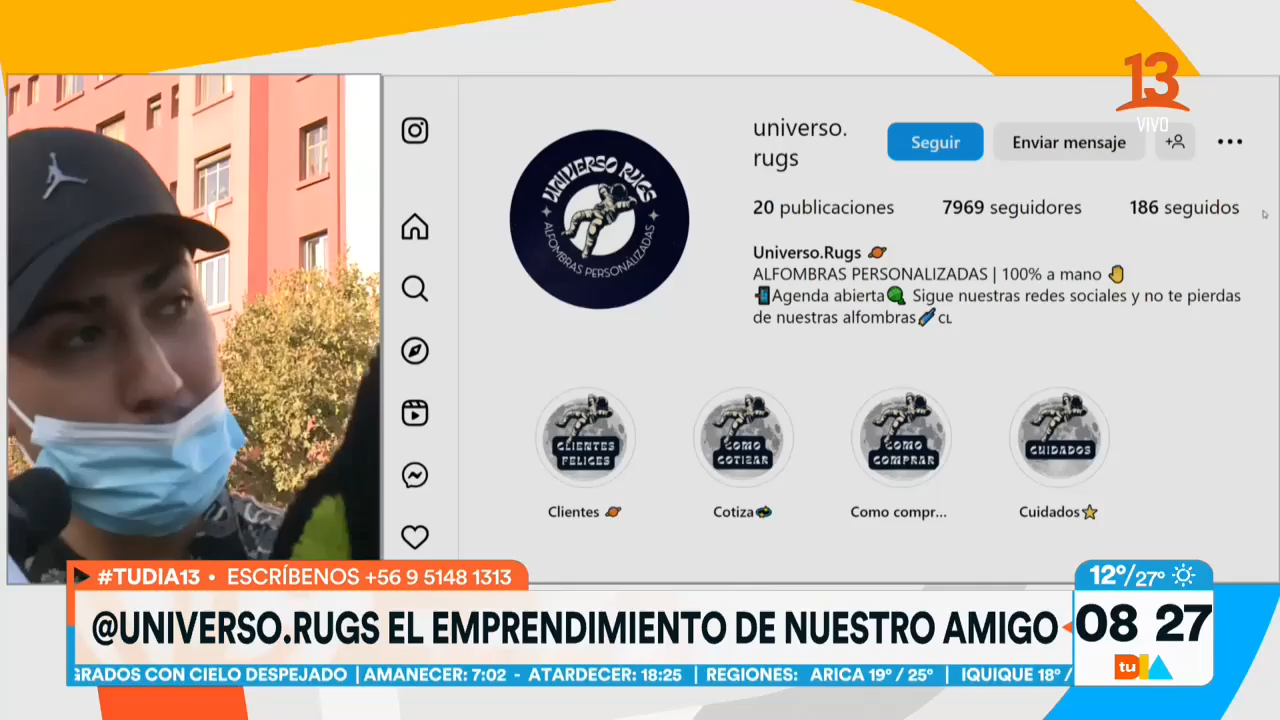 13
VIVO
universo.
rugs
Seguir
Enviar mensaje
20 publicaciones
7969 seguidores
186 seguidos
UNIVERSO RUGS
ALFOMBRAS PERSONALIZADAS
Universo.Rugs
ALFOMBRAS PERSONALIZADAS | 100% a mano
Agenda abierta Sigue nuestras redes sociales y no te pierdas
de nuestras alfombras CL
CLIENTES
FELICES
COMO
COTIZAR
COMO
COMPRAR
CUIDADOS
Clientes
Cotiza
Como compr...
Cuidados
#TUDIA13 • ESCRÍBENOS +56 9 5148 1313
12°/27°
@UNIVERSO.RUGS EL EMPRENDIMIENTO DE NUESTRO AMIGO
08 27
GRADOS CON CIELO DESPEJADO | AMANECER: 7:02 - ATARDECER: 18:25 | REGIONES: ARICA 19° / 25° | IQUIQUE 18° /
tu DÍA